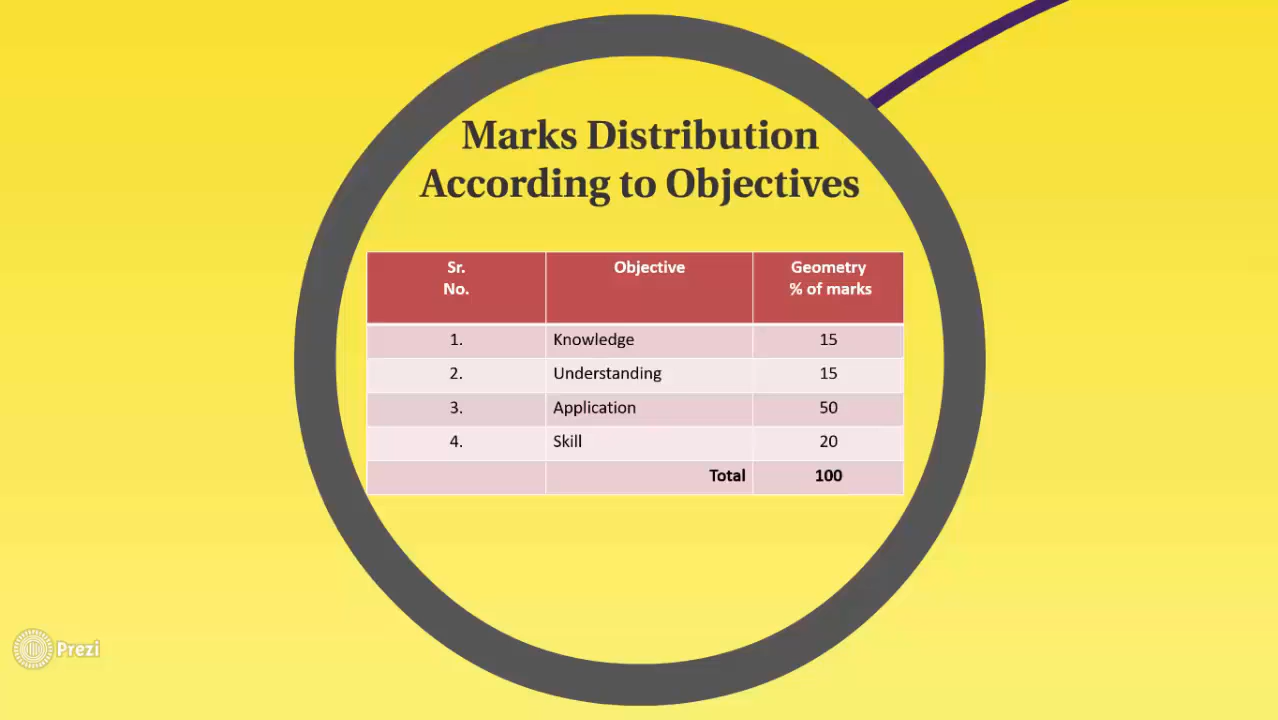 Marks Distribution
According to Objectives
Sr. No. Objective Geometry % of marks
1. Knowledge 15
2. Understanding 15
3. Application 50
4. Skill 20
Total 100
Prezi